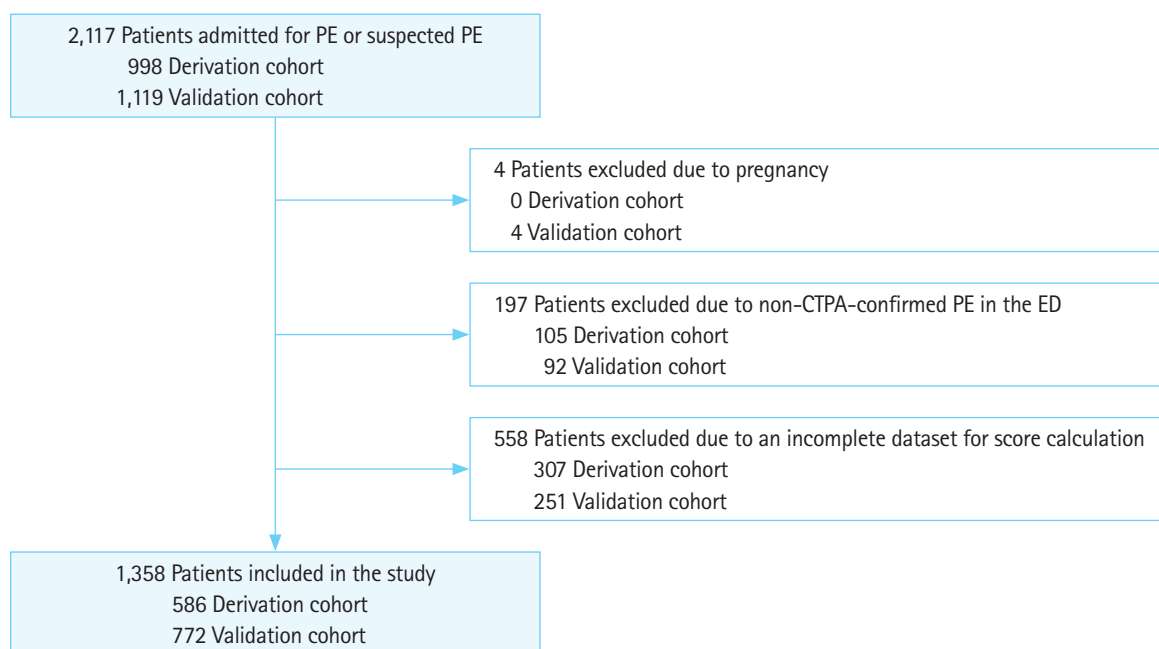 2,117 Patients admitted for PE or suspected PE
998 Derivation cohort
1,119 Validation cohort
4 Patients excluded due to pregnancy
0 Derivation cohort
4 Validation cohort
197 Patients excluded due to non-CTPA-confirmed PE in the ED
105 Derivation cohort
92 Validation cohort
558 Patients excluded due to an incomplete dataset for score calculation
307 Derivation cohort
251 Validation cohort
1,358 Patients included in the study
586 Derivation cohort
772 Validation cohort